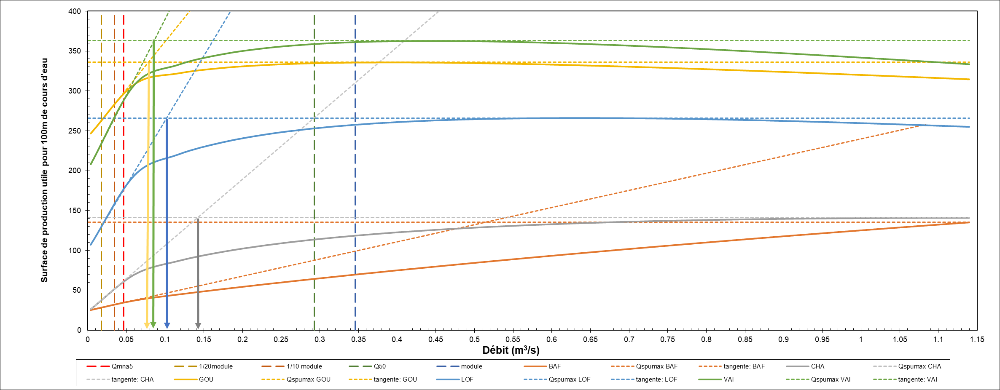 Surface de production utile pour 100m de cours d'eau
400
350
300
250
200
150
100
50
0
0 0.05 0.1 0.15 0.2 0.25 0.3 0.35 0.4 0.45 0.5 0.55 0.6 0.65 0.7 0.75 0.8 0.85 0.9 0.95 1 1.05 1.1 1.15
Débit (m³/s)
Qmna5 1/20module 1/10 module Q50 module BAF Qspumax BAF tangente: BAF CHA Qspumax CHA
tangente: CHA GOU Qspumax GOU tangente: GOU LOF Qspumax LOF tangente: LOF VAI Qspumax VAI tangente: VAI